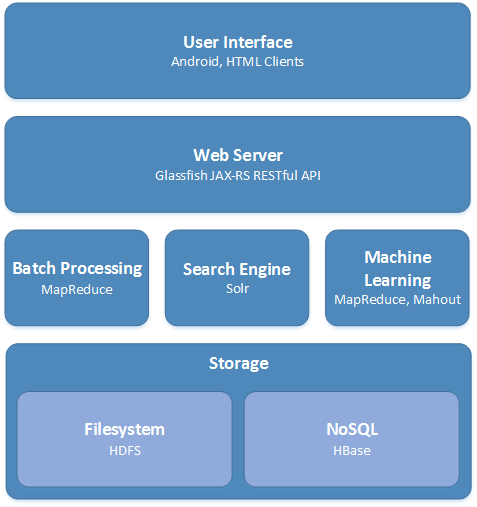 User Interface
Android, HTML Clients
Web Server
Glassfish JAX-RS RESTful API
Batch Processing
MapReduce
Search Engine
Solr
Machine
Learning
MapReduce, Mahout
Storage
Filesystem
HDFS
NoSQL
HBase